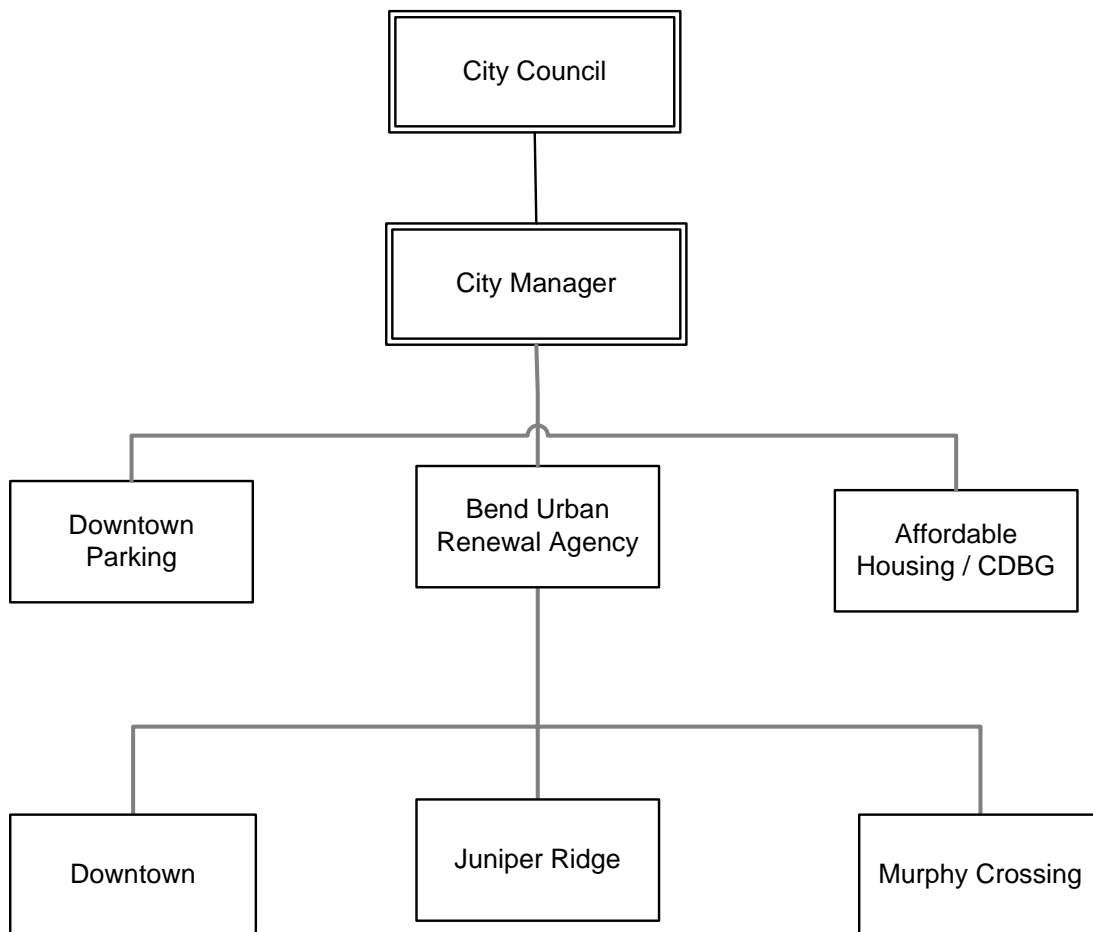 City Council
City Manager
Downtown
Parking
Bend Urban
Renewal Agency
Affordable
Housing / CDBG
Downtown
Juniper Ridge
Murphy Crossing